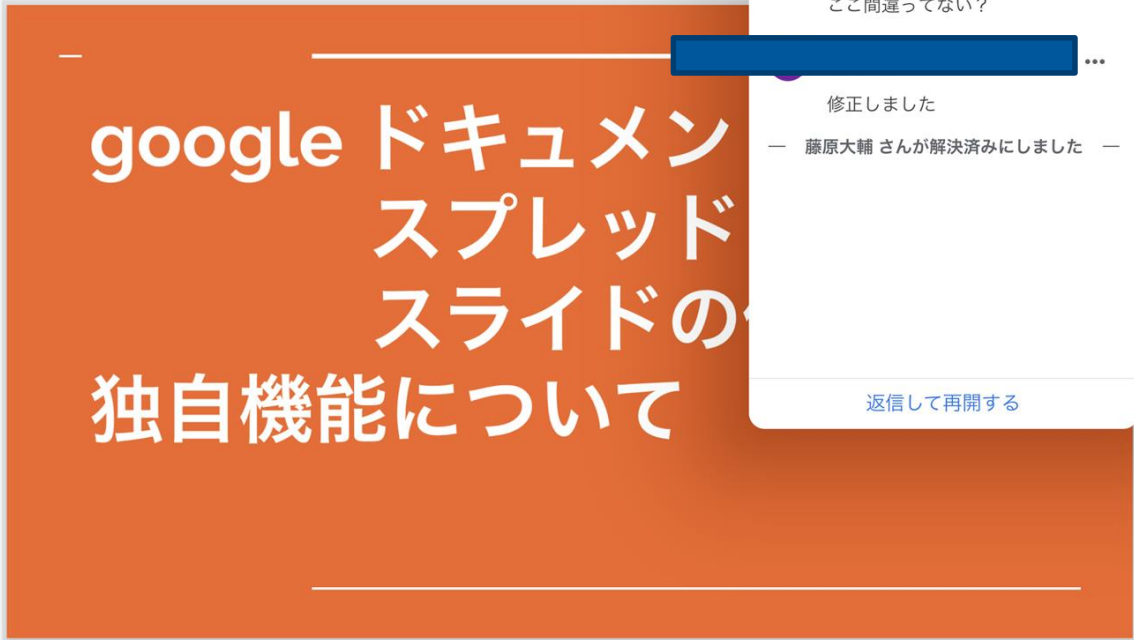 google ドキュメン
スプレッド
スライドの
独自機能について
ここ間違ってない？
修正しました
藤原大輔 さんが解決済みにしました
返信して再開する